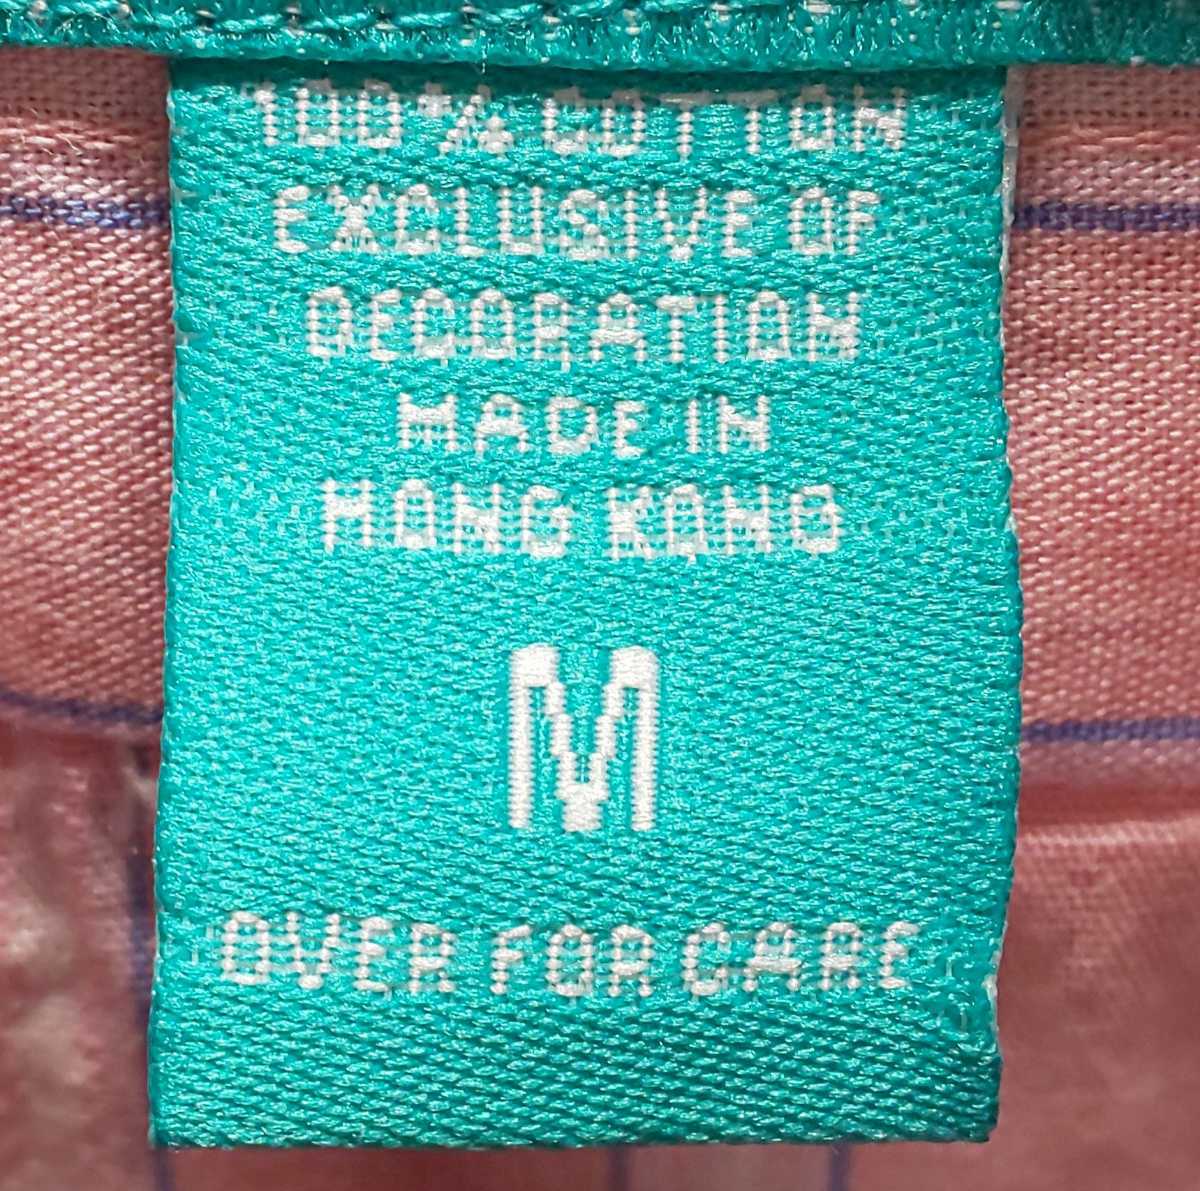 100% COTTON
EXCLUSIVE OF
DECORATION
MADE IN
HONG KONG
M
OVER FOR CARE